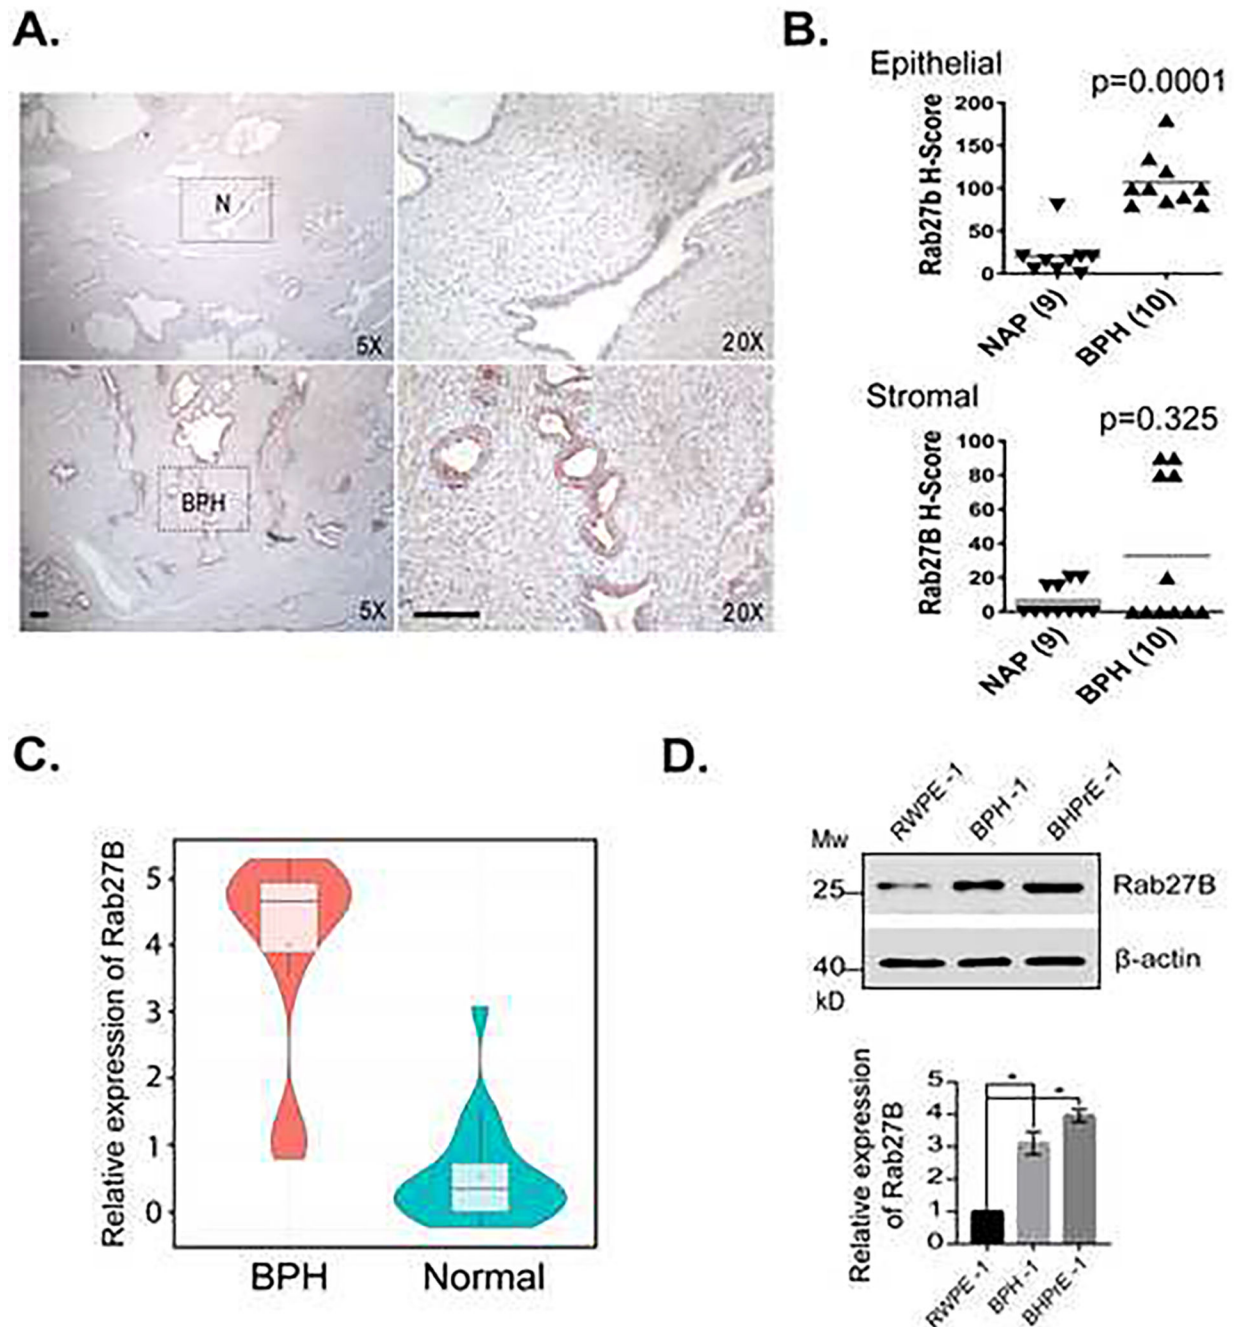 A.
N
5X
20X
BPH
5X
20X
B.
Epithelial
p=0.0001
Rab27b H-Score
200
150
100
50
0
NAP (9)
BPH (10)
Stromal
p=0.325
Rab27B H-Score
100
80
60
40
20
0
NAP (9)
BPH (10)
C.
Relative expression of Rab27B
5
4
3
2
1
0
BPH
Normal
D.
RWPE -1
BPH -1
BHPrE -1
Mw
25
Rab27B
40
β-actin
kD
Relative expression
of Rab27B
5
4
3
2
1
0
*
*
RWPE -1
BPH -1
BHPrE -1